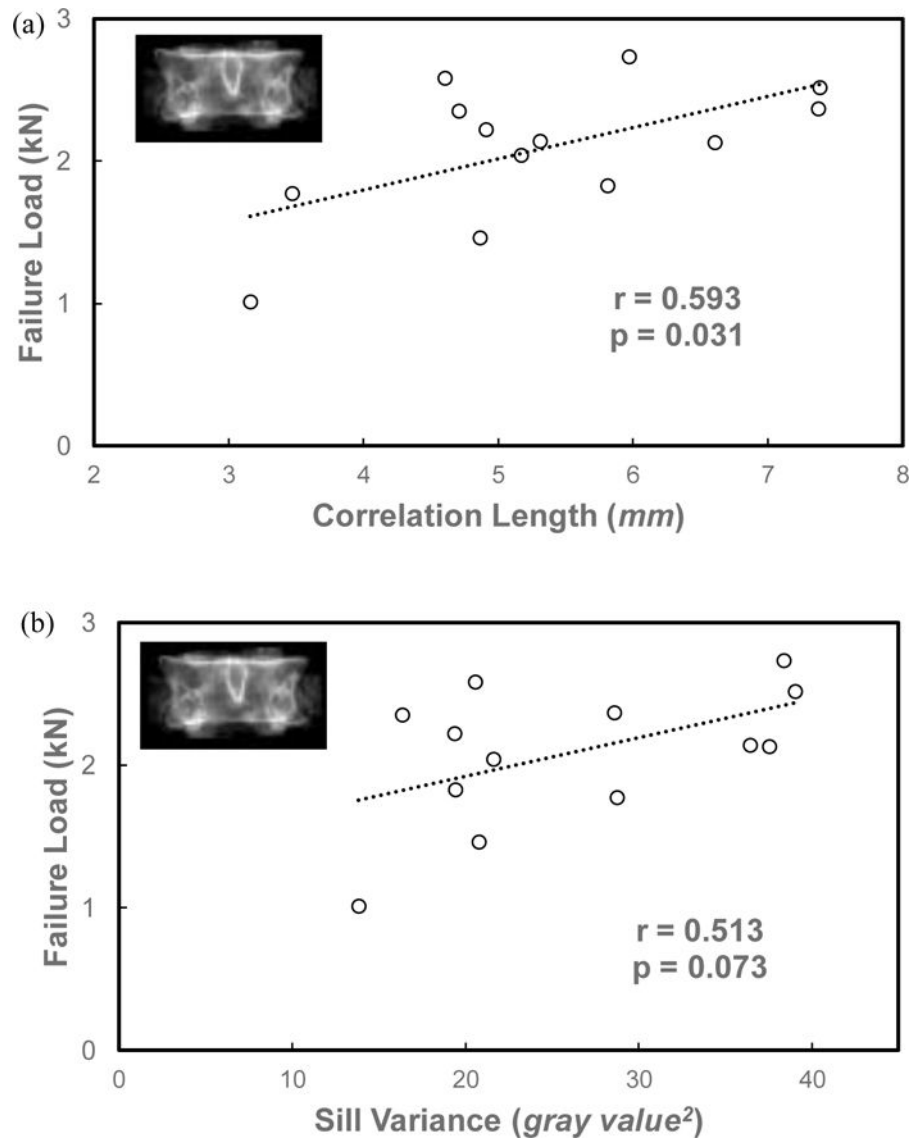 (a)
3
2
1
0
Failure Load (kN)
r = 0.593
p = 0.031
2 3 4 5 6 7 8
Correlation Length (mm)
(b)
3
2
1
0
Failure Load (kN)
r = 0.513
p = 0.073
0 10 20 30 40
Sill Variance (gray value²)